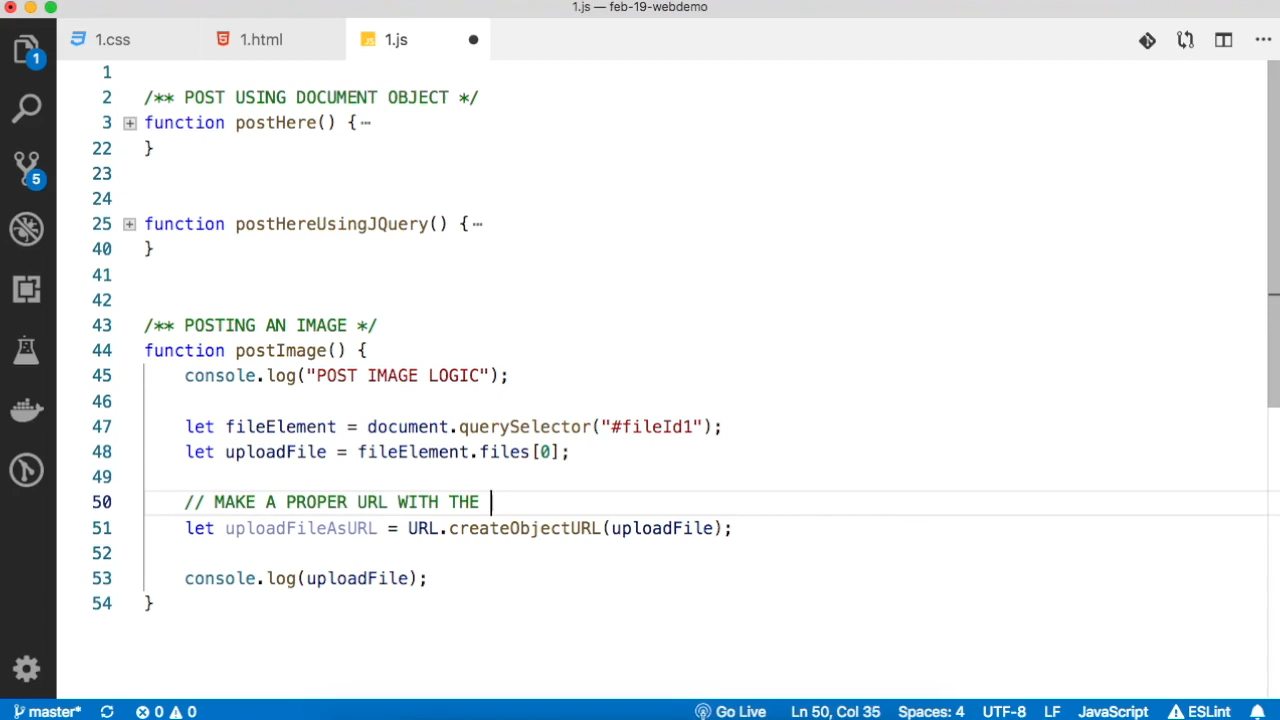 1.js — feb-19-webdemo
1.css
1.html
1.js
1
1
2 /** POST USING DOCUMENT OBJECT */
3 function postHere() {⋯
22 }
23
24
25 function postHereUsingJQuery() {⋯
40 }
41
42
43 /** POSTING AN IMAGE */
44 function postImage() {
45 console.log("POST IMAGE LOGIC");
46
47 let fileElement = document.querySelector("#fileId1");
48 let uploadFile = fileElement.files[0];
49
50 // MAKE A PROPER URL WITH THE
51 let uploadFileAsURL = URL.createObjectURL(uploadFile);
52
53 console.log(uploadFile);
54 }
5
master* 0 0 Go Live Ln 50, Col 35 Spaces: 4 UTF-8 LF JavaScript ESLint